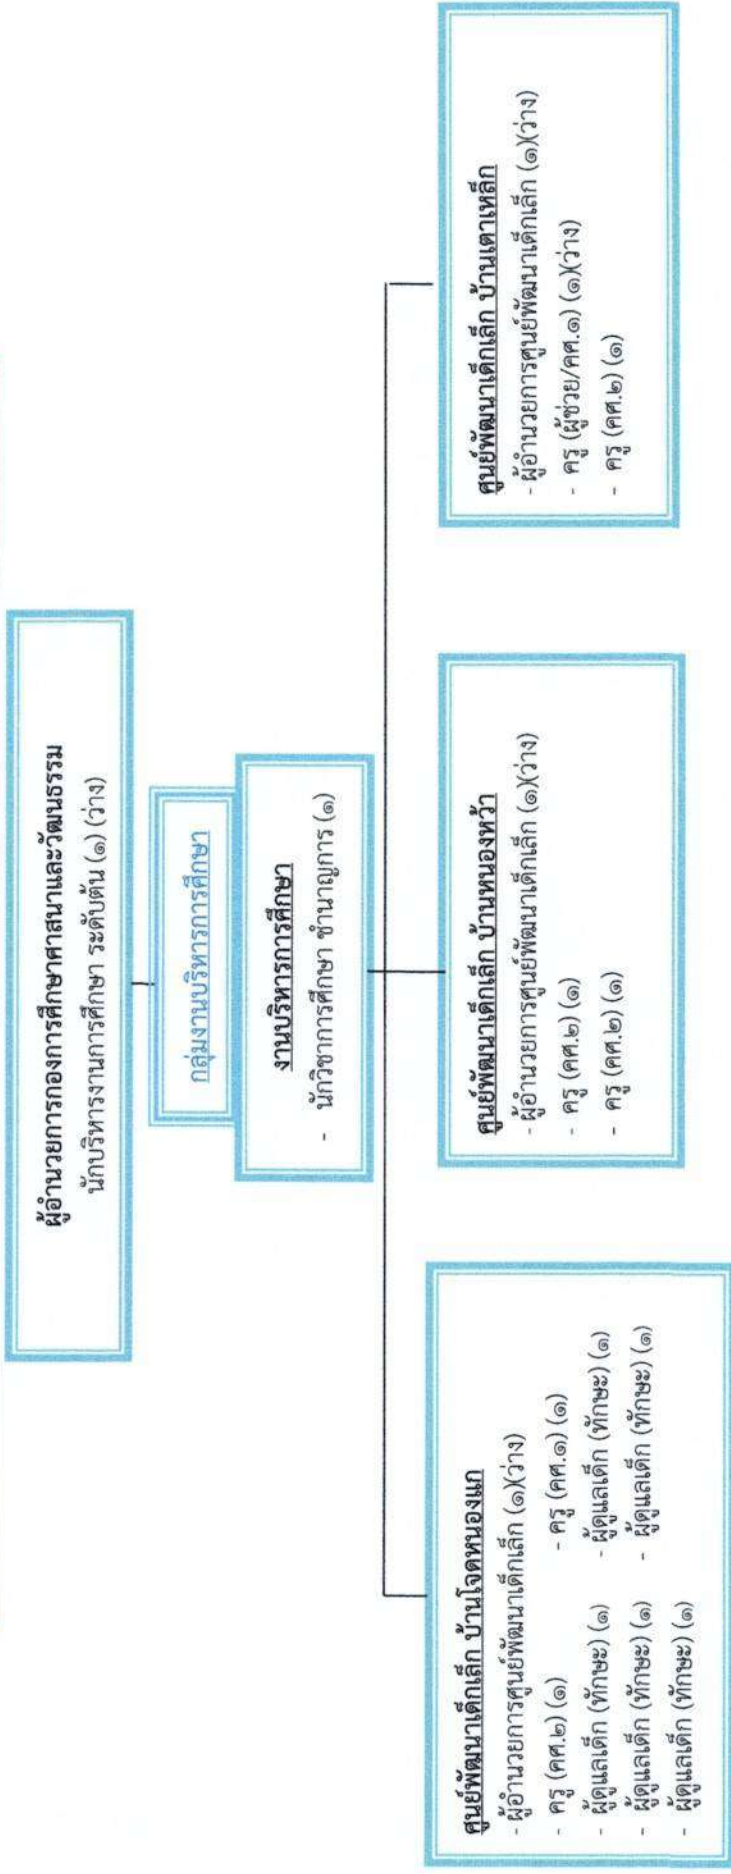 ผู้อำนวยการกองการศึกษาศาสนาและวัฒนธรรม
นักบริหารงานการศึกษา ระดับต้น (๑) (ว่าง)
กลุ่มงานบริหารการศึกษา
งานบริหารการศึกษา
- นักวิชาการศึกษา ชำนาญการ (๑)
ศูนย์พัฒนาเด็กเล็ก บ้านโจดหนองแก
- ผู้อำนวยการศูนย์พัฒนาเด็กเล็ก (๑)(ว่าง)
- ครู (คศ.๒) (๑) - ครู (คศ.๑) (๑)
- ผู้ดูแลเด็ก (ทักษะ) (๑) - ผู้ดูแลเด็ก (ทักษะ) (๑)
- ผู้ดูแลเด็ก (ทักษะ) (๑) - ผู้ดูแลเด็ก (ทักษะ) (๑)
- ผู้ดูแลเด็ก (ทักษะ) (๑)
ศูนย์พัฒนาเด็กเล็ก บ้านหนองหว้า
- ผู้อำนวยการศูนย์พัฒนาเด็กเล็ก (๑)(ว่าง)
- ครู (คศ.๒) (๑)
- ครู (คศ.๒) (๑)
ศูนย์พัฒนาเด็กเล็ก บ้านเตาเหล็ก
- ผู้อำนวยการศูนย์พัฒนาเด็กเล็ก (๑)(ว่าง)
- ครู (ผู้ช่วย/คศ.๑) (๑)(ว่าง)
- ครู (คศ.๒) (๑)